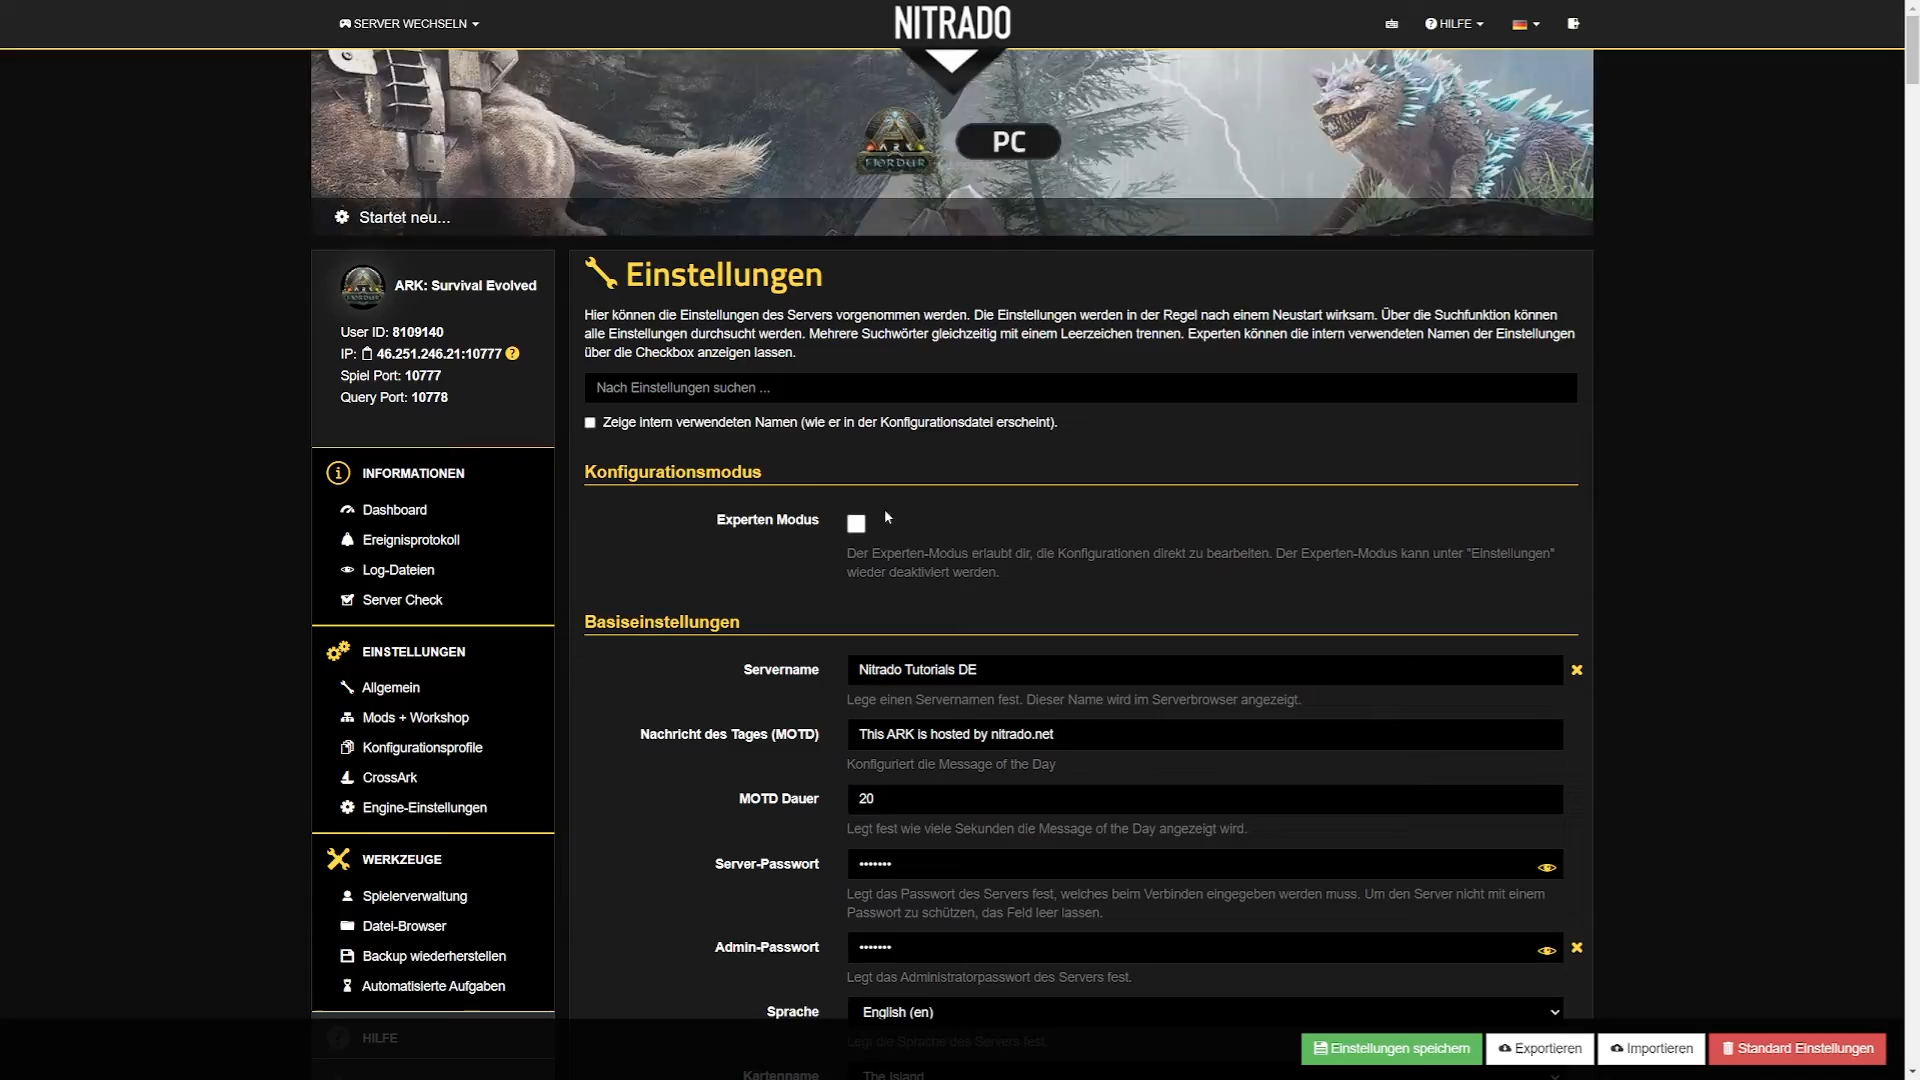 SERVER WECHSELN
NITRADO
HILFE
ARK
FJORDUR
PC
Startet neu...
ARK: Survival Evolved
User ID: 8109140
IP: 46.251.246.21:10777
Spiel Port: 10777
Query Port: 10778
INFORMATIONEN
Dashboard
Ereignisprotokoll
Log-Dateien
Server Check
EINSTELLUNGEN
Allgemein
Mods + Workshop
Konfigurationsprofile
CrossArk
Engine-Einstellungen
WERKZEUGE
Spielerverwaltung
Datei-Browser
Backup wiederherstellen
Automatisierte Aufgaben
HILFE
Einstellungen
Hier können die Einstellungen des Servers vorgenommen werden. Die Einstellungen werden in der Regel nach einem Neustart wirksam. Über die Suchfunktion können
alle Einstellungen durchsucht werden. Mehrere Suchwörter gleichzeitig mit einem Leerzeichen trennen. Experten können die intern verwendeten Namen der Einstellungen
über die Checkbox anzeigen lassen.
Nach Einstellungen suchen ...
Zeige intern verwendeten Namen (wie er in der Konfigurationsdatei erscheint).
Konfigurationsmodus
Experten Modus
Der Experten-Modus erlaubt dir, die Konfigurationen direkt zu bearbeiten. Der Experten-Modus kann unter "Einstellungen"
wieder deaktiviert werden.
Basiseinstellungen
Servername Nitrado Tutorials DE
Lege einen Servernamen fest. Dieser Name wird im Serverbrowser angezeigt.
Nachricht des Tages (MOTD) This ARK is hosted by nitrado.net
Konfiguriert die Message of the Day
MOTD Dauer 20
Legt fest wie viele Sekunden die Message of the Day angezeigt wird.
Server-Passwort •••••••
Legt das Passwort des Servers fest, welches beim Verbinden eingegeben werden muss. Um den Server nicht mit einem
Passwort zu schützen, das Feld leer lassen.
Admin-Passwort •••••••
Legt das Administratorpasswort des Servers fest.
Sprache English (en)
Legt die Sprache des Servers fest.
Kartenname The Island
Einstellungen speichern Exportieren Importieren Standard Einstellungen